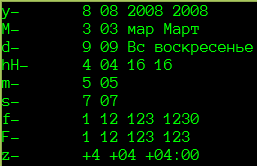 y- 8 08 2008 2008
M- 3 03 мар Март
d- 9 09 Вс воскресенье
hH- 4 04 16 16
m- 5 05
s- 7 07
f- 1 12 123 1230
F- 1 12 123 123
z- +4 +04 +04:00